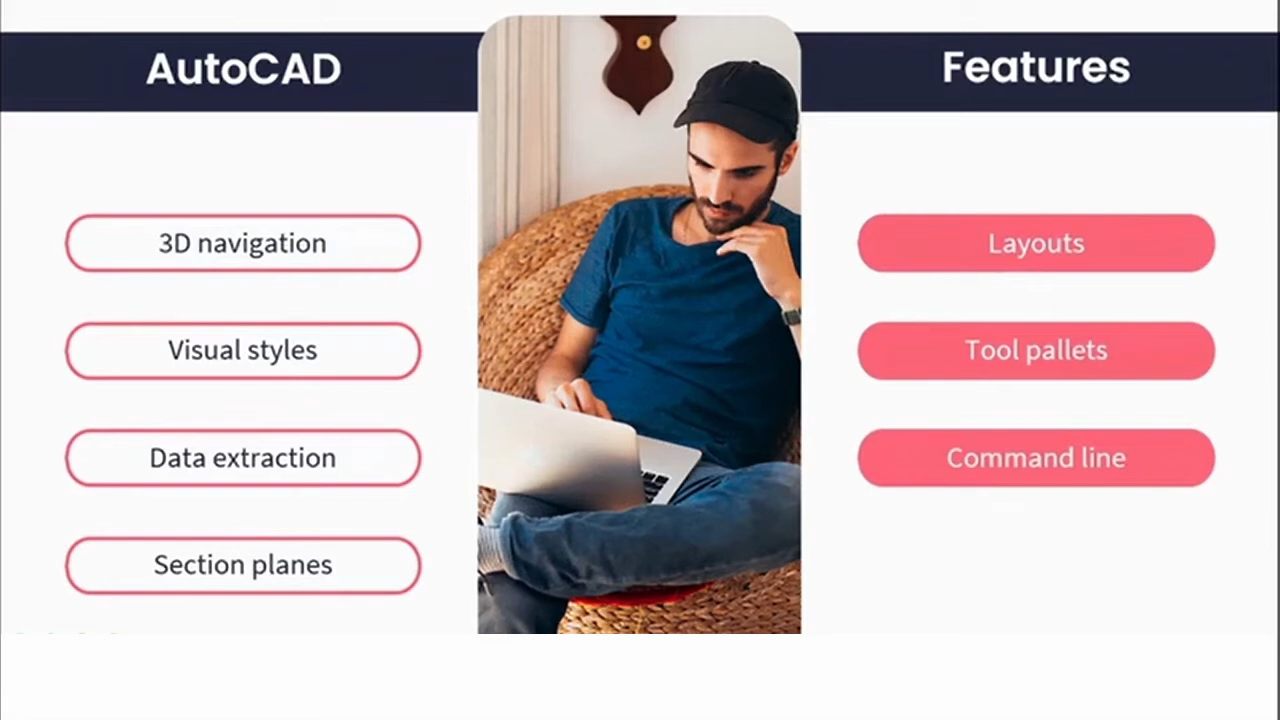 AutoCAD
Features
3D navigation
Visual styles
Data extraction
Section planes
Layouts
Tool pallets
Command line